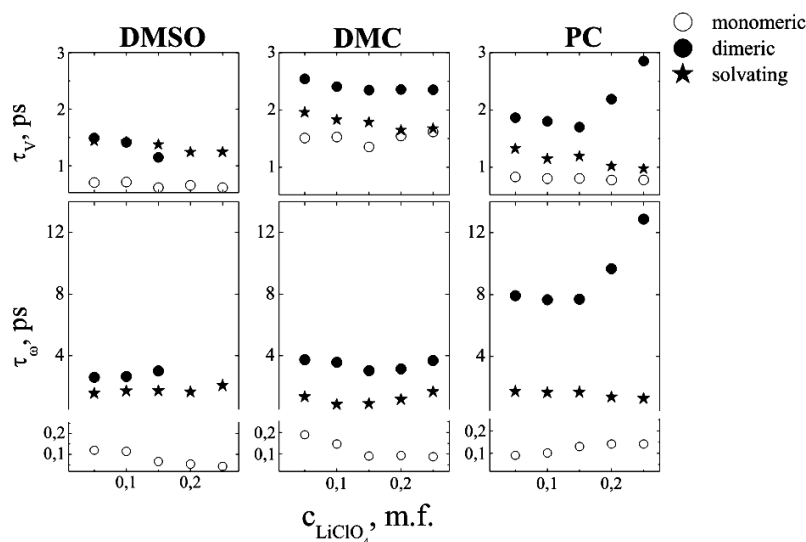 DMSO DMC PC
monomeric
dimeric
solvating
τV, ps
3 3 3
2 2 2
1 1 1
τω, ps
12 12 12
8 8 8
4 4 4
0,2 0,2 0,2
0,1 0,1 0,1
0,1 0,2 0,1 0,2 0,1 0,2
cLiClO4, m.f.